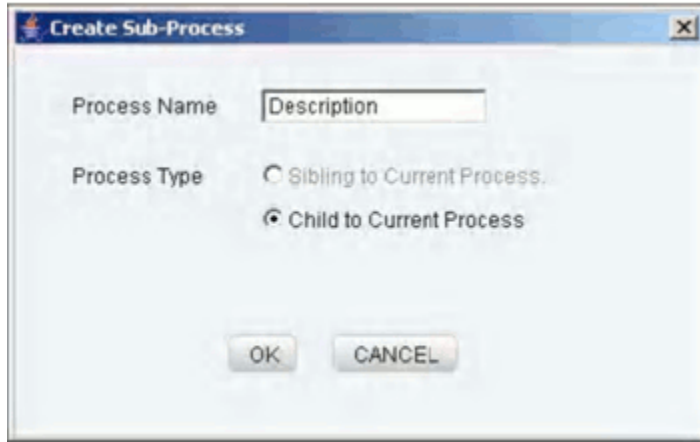 Create Sub-Process
Process Name Description
Process Type Sibling to Current Process.
Child to Current Process
OK CANCEL